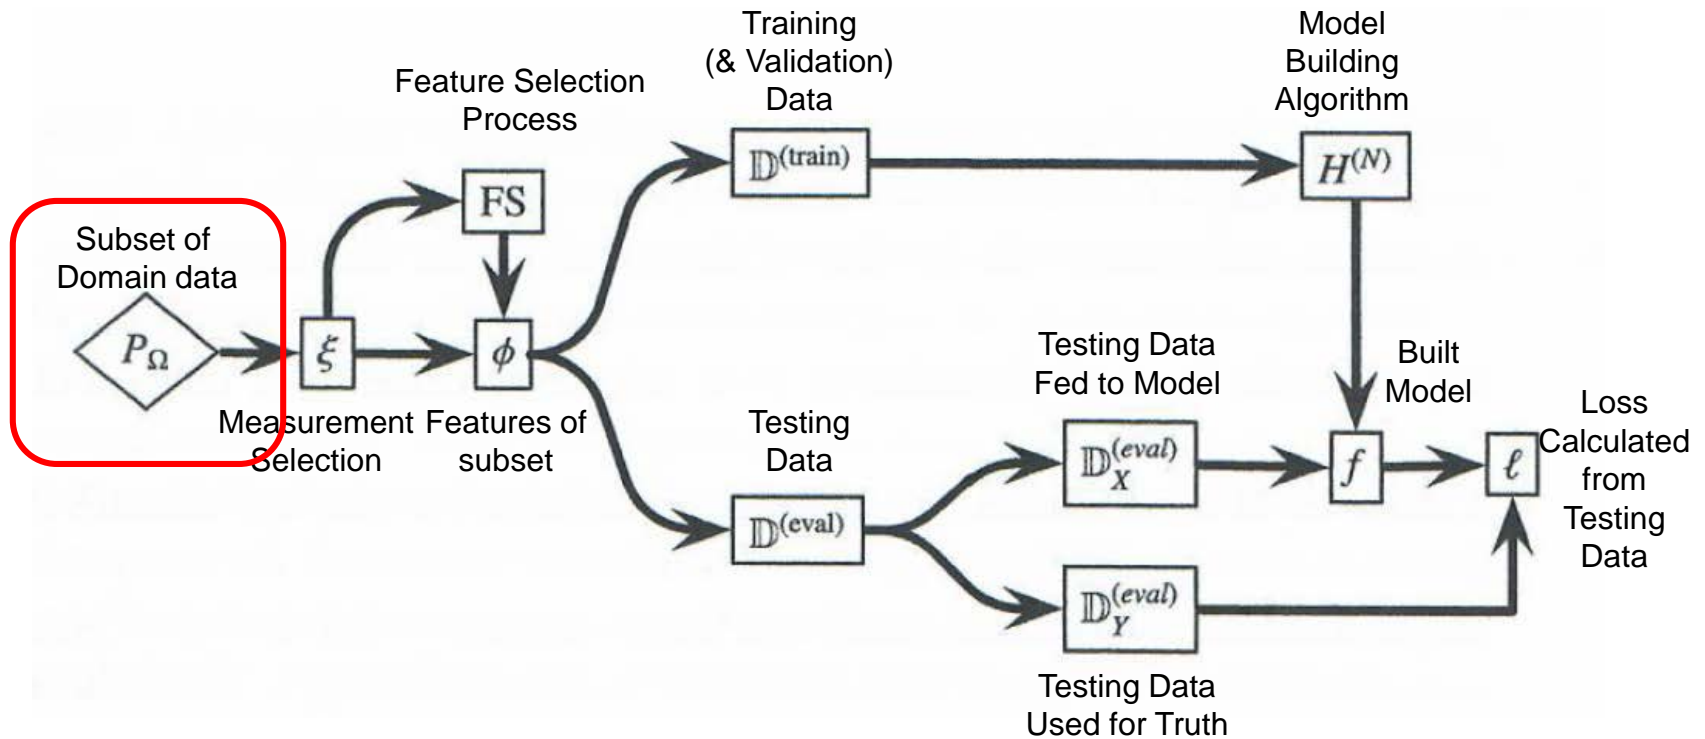 Training
(& Validation)
Data
Model
Building
Algorithm
Feature Selection
Process
𝔻(train)
H(N)
FS
Subset of
Domain data
PΩ
ξ
ϕ
Measurement
Selection
Features of
subset
Testing
Data
𝔻(eval)
Testing Data
Fed to Model
𝔻X(eval)
Built
Model
f
ℓ
Loss
Calculated
from
Testing
Data
𝔻Y(eval)
Testing Data
Used for Truth